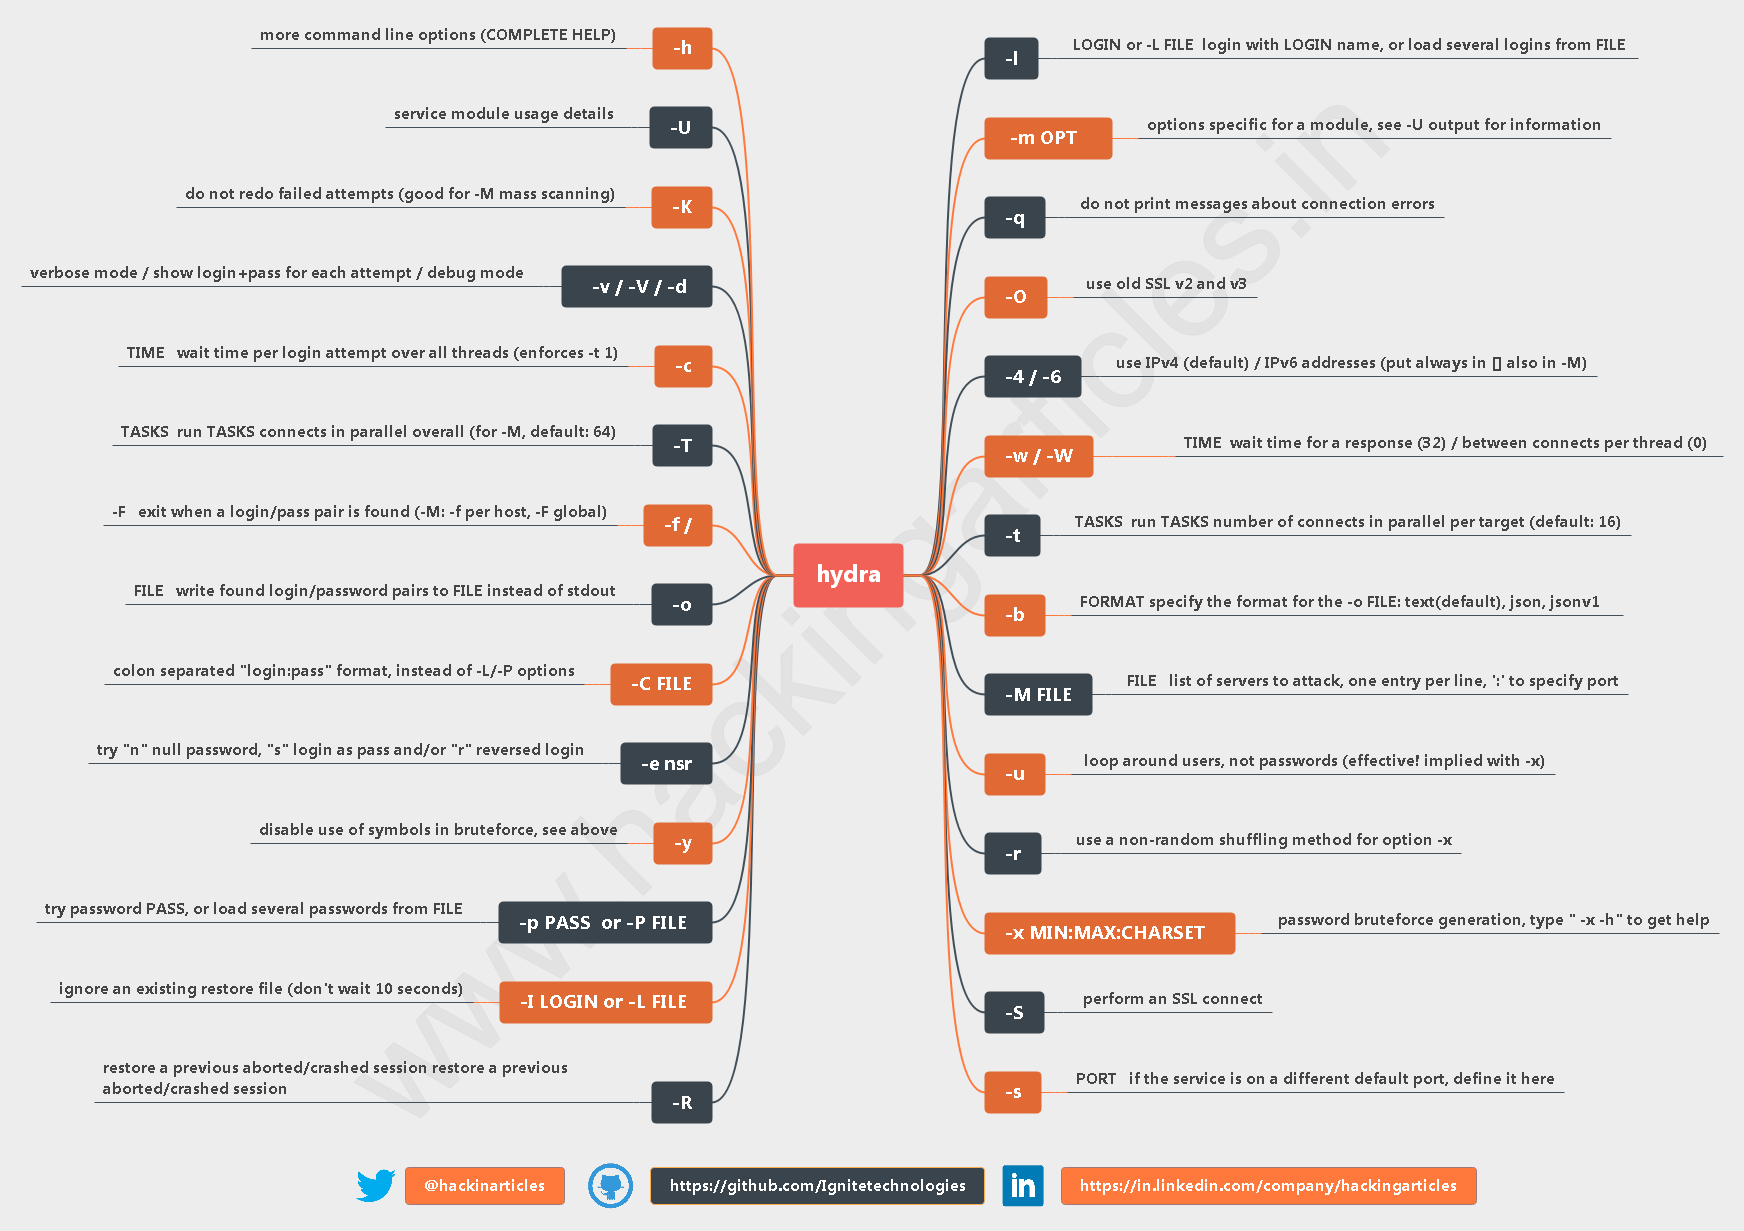 hydra
-h
more command line options (COMPLETE HELP)
-U
service module usage details
-K
do not redo failed attempts (good for -M mass scanning)
-v / -V / -d
verbose mode / show login+pass for each attempt / debug mode
-c
TIME wait time per login attempt over all threads (enforces -t 1)
-T
TASKS run TASKS connects in parallel overall (for -M, default: 64)
-f /
-F exit when a login/pass pair is found (-M: -f per host, -F global)
-o
FILE write found login/password pairs to FILE instead of stdout
-C FILE
colon separated "login:pass" format, instead of -L/-P options
-e nsr
try "n" null password, "s" login as pass and/or "r" reversed login
-y
disable use of symbols in bruteforce, see above
-p PASS or -P FILE
try password PASS, or load several passwords from FILE
-I LOGIN or -L FILE
ignore an existing restore file (don't wait 10 seconds)
-R
restore a previous aborted/crashed session restore a previous
aborted/crashed session
-l
LOGIN or -L FILE login with LOGIN name, or load several logins from FILE
-m OPT
options specific for a module, see -U output for information
-q
do not print messages about connection errors
-O
use old SSL v2 and v3
-4 / -6
use IPv4 (default) / IPv6 addresses (put always in [] also in -M)
-w / -W
TIME wait time for a response (32) / between connects per thread (0)
-t
TASKS run TASKS number of connects in parallel per target (default: 16)
-b
FORMAT specify the format for the -o FILE: text(default), json, jsonv1
-M FILE
FILE list of servers to attack, one entry per line, ':' to specify port
-u
loop around users, not passwords (effective! implied with -x)
-r
use a non-random shuffling method for option -x
-x MIN:MAX:CHARSET
password bruteforce generation, type " -x -h" to get help
-S
perform an SSL connect
-s
PORT if the service is on a different default port, define it here
www.hackingarticles.in
@hackinarticles
https://github.com/Ignitetechnologies
in
https://in.linkedin.com/company/hackingarticles